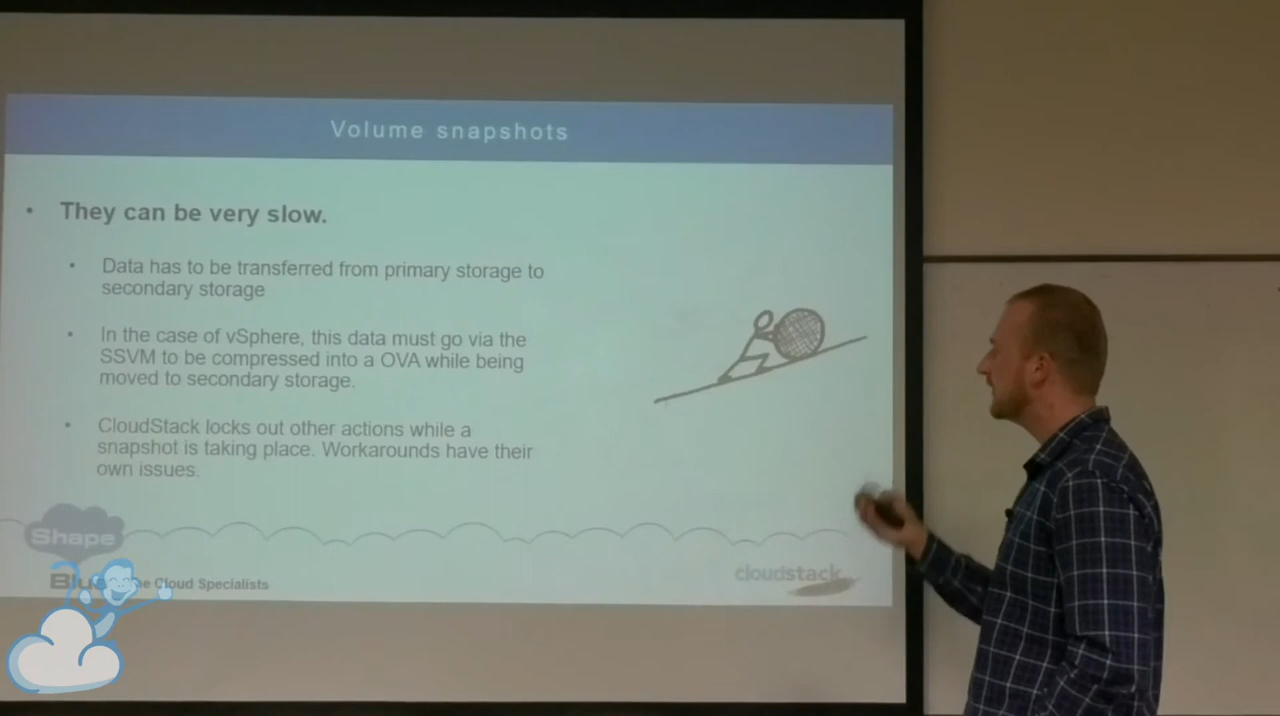 Volume snapshots
• They can be very slow.
• Data has to be transferred from primary storage to
secondary storage
• In the case of vSphere, this data must go via the
SSVM to be compressed into a OVA while being
moved to secondary storage.
• CloudStack locks out other actions while a
snapshot is taking place. Workarounds have their
own issues.
Shape
Cloud Specialists
cloudstack